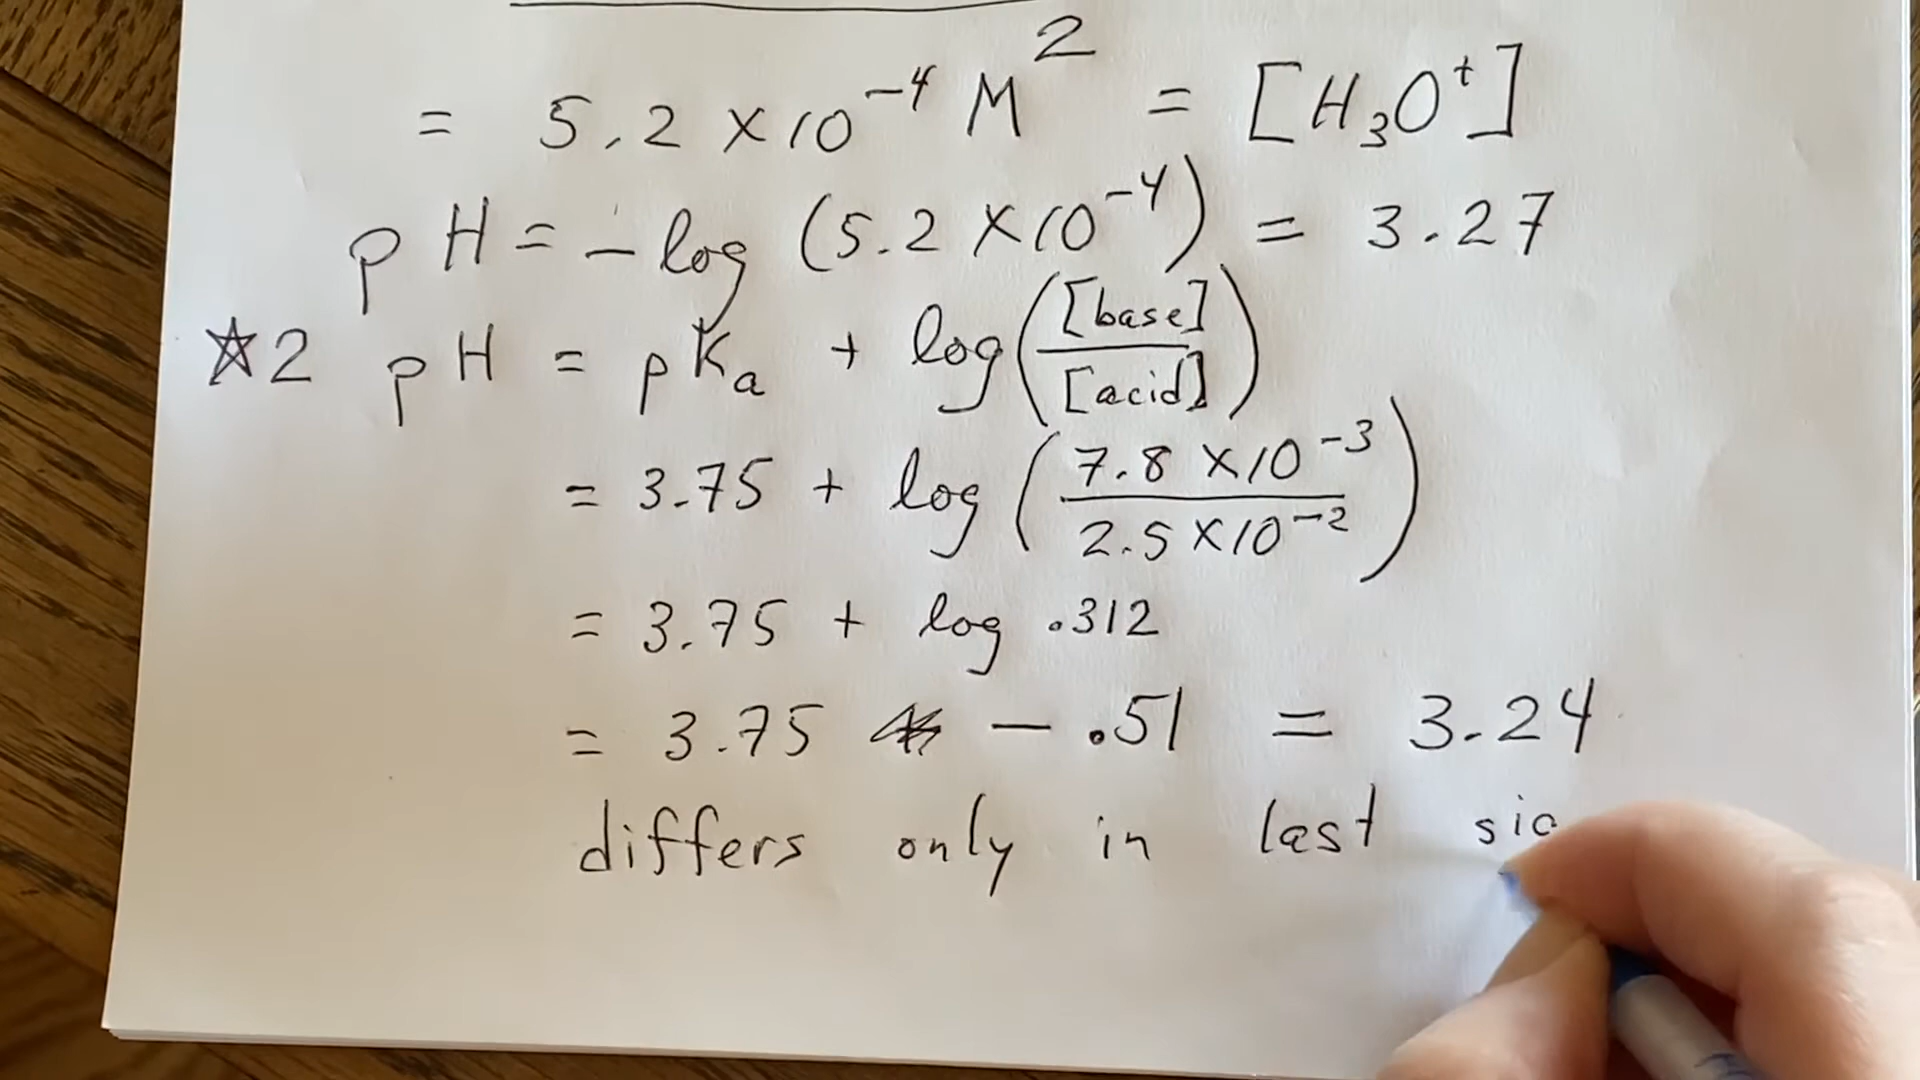 2
= 5.2 x 10⁻⁴ M = [H₃O⁺]
pH = -log (5.2 x 10⁻⁴) = 3.27
☆2 pH = pKₐ + log([base]/[acid])
= 3.75 + log (7.8 x 10⁻³/2.5 x 10⁻²)
= 3.75 + log .312
= 3.75 - .51 = 3.24
differs only in last sig